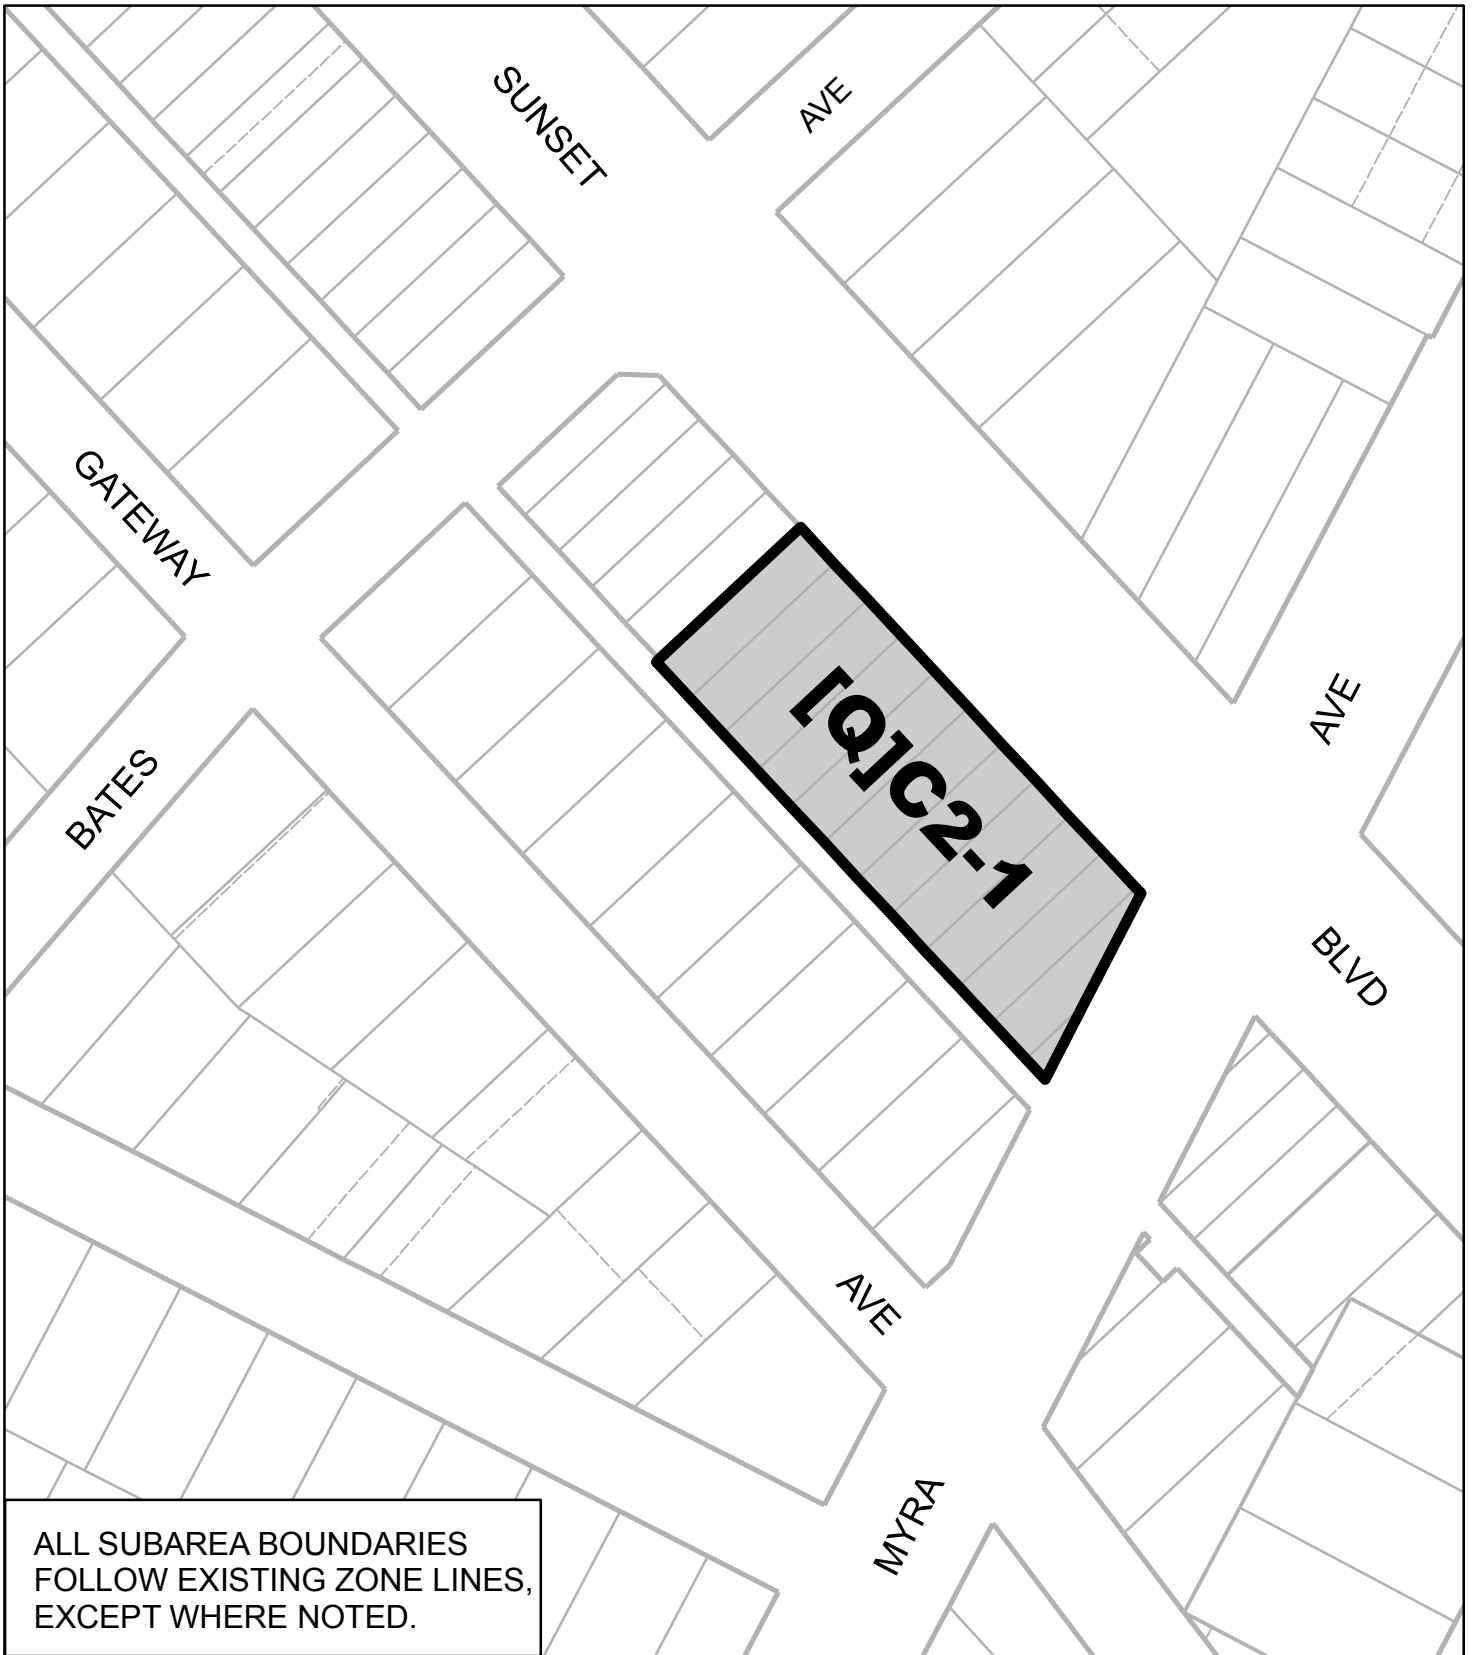 SUNSET
AVE
GATEWAY
BATES
[Q]C2-1
AVE
BLVD
AVE
MYRA
ALL SUBAREA BOUNDARIES
FOLLOW EXISTING ZONE LINES,
EXCEPT WHERE NOTED.